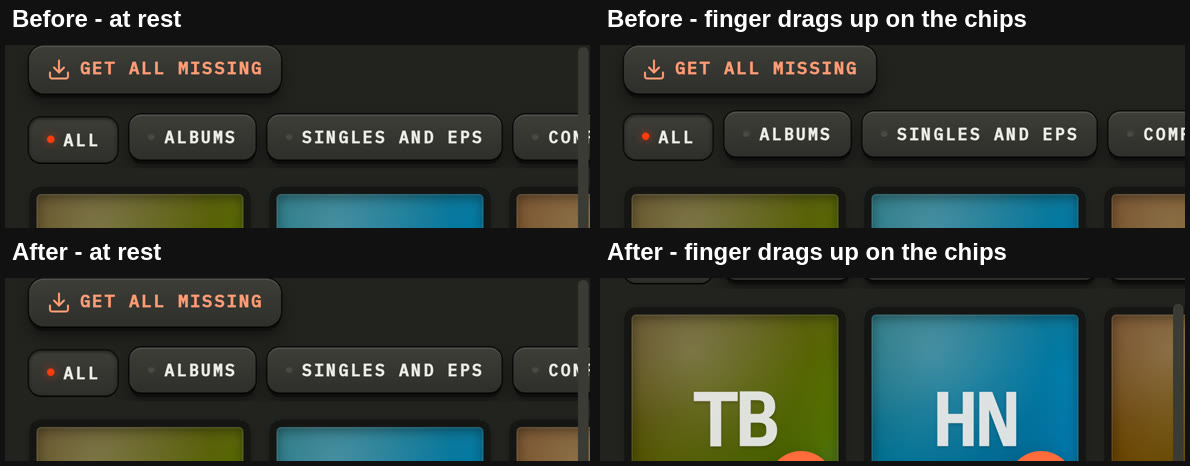 Before - at rest
GET ALL MISSING
ALL ALBUMS SINGLES AND EPS
Before - finger drags up on the chips
GET ALL MISSING
ALL ALBUMS SINGLES AND EPS
After - at rest
GET ALL MISSING
ALL ALBUMS SINGLES AND EPS
After - finger drags up on the chips
TB HN